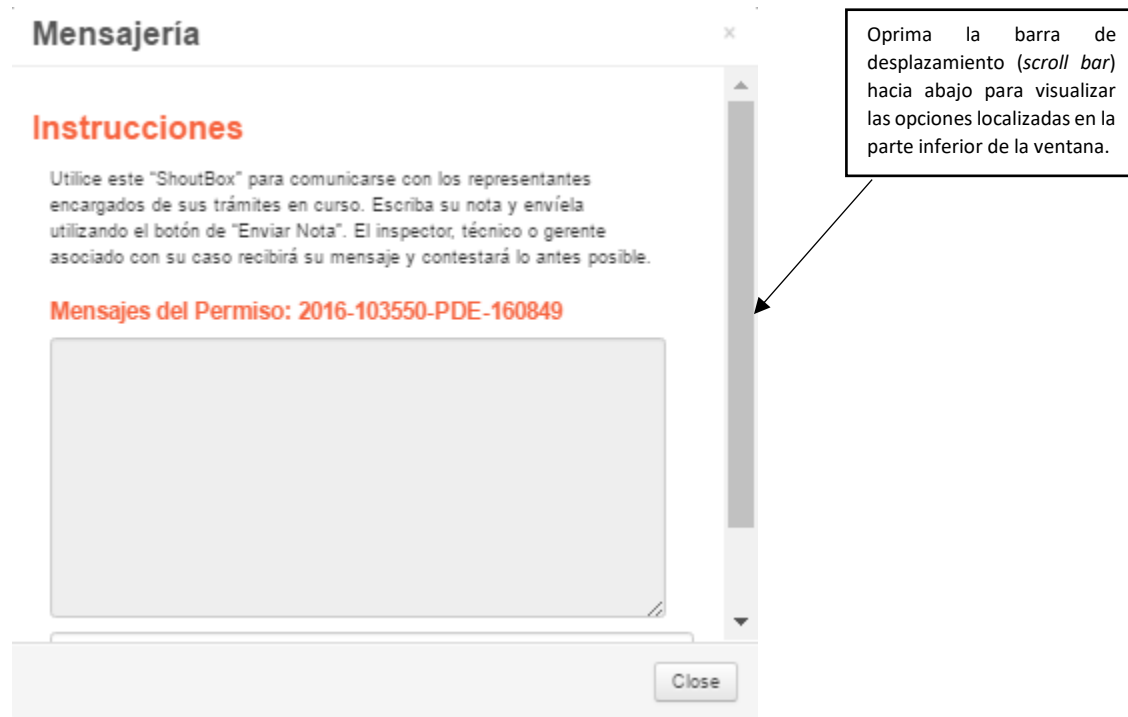 Mensajería
×
Oprima la barra de
desplazamiento (scroll bar)
hacia abajo para visualizar
las opciones localizadas en la
parte inferior de la ventana.
Instrucciones
Utilice este "ShoutBox" para comunicarse con los representantes
encargados de sus trámites en curso. Escriba su nota y envíela
utilizando el botón de "Enviar Nota". El inspector, técnico o gerente
asociado con su caso recibirá su mensaje y contestará lo antes posible.
Mensajes del Permiso: 2016-103550-PDE-160849
Close